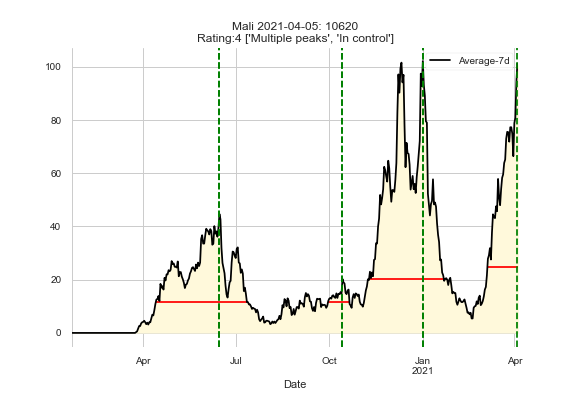 Mali 2021-04-05: 10620
Rating:4 ['Multiple peaks', 'In control']
Average-7d
100
80
60
40
20
0
Apr
Jul
Oct
Jan
2021
Apr
Date